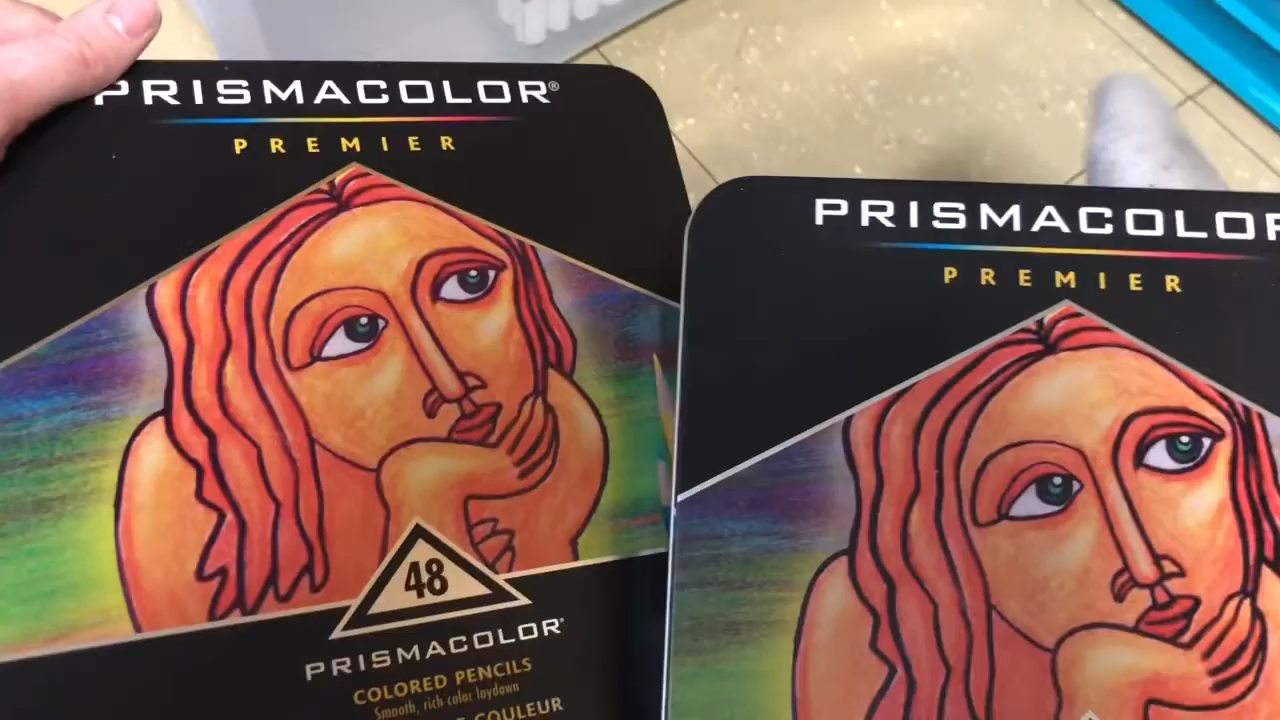 PRISMACOLOR®
PREMIER
48
PRISMACOLOR®
COLORED PENCILS
Smooth, rich color laydown
COULEUR
PRISMACOLOR
PREMIER